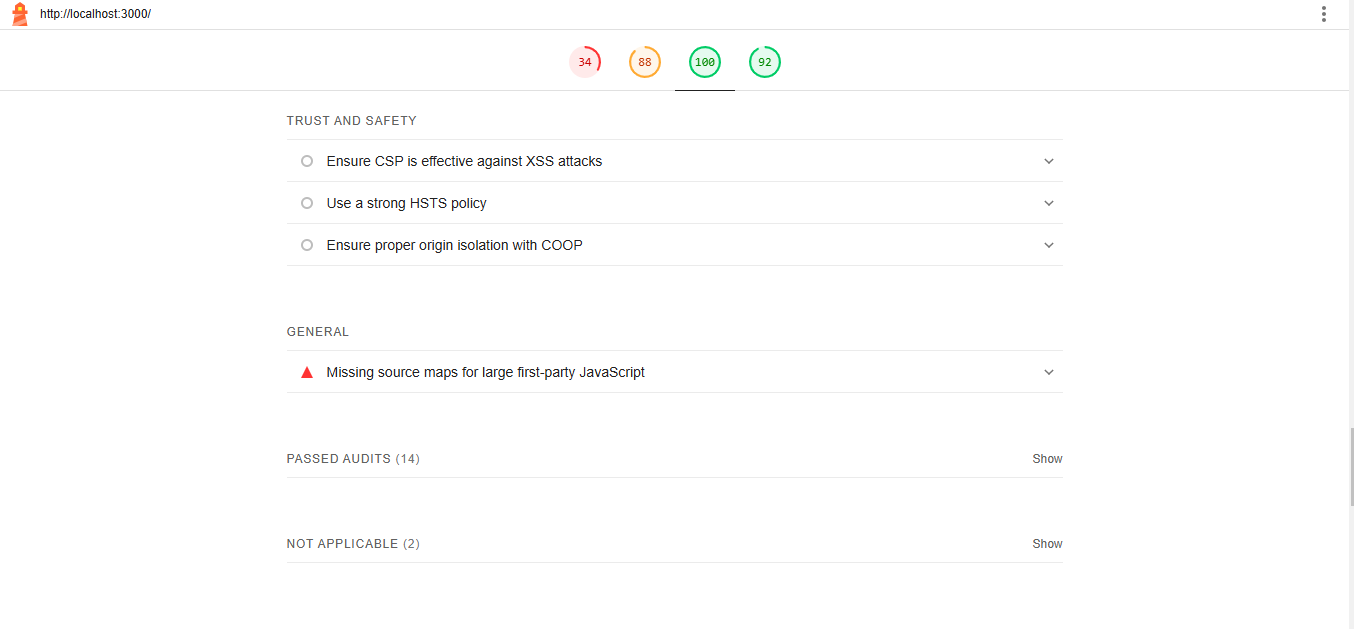 http://localhost:3000/
34 88 100 92
TRUST AND SAFETY
Ensure CSP is effective against XSS attacks
Use a strong HSTS policy
Ensure proper origin isolation with COOP
GENERAL
Missing source maps for large first-party JavaScript
PASSED AUDITS (14) Show
NOT APPLICABLE (2) Show